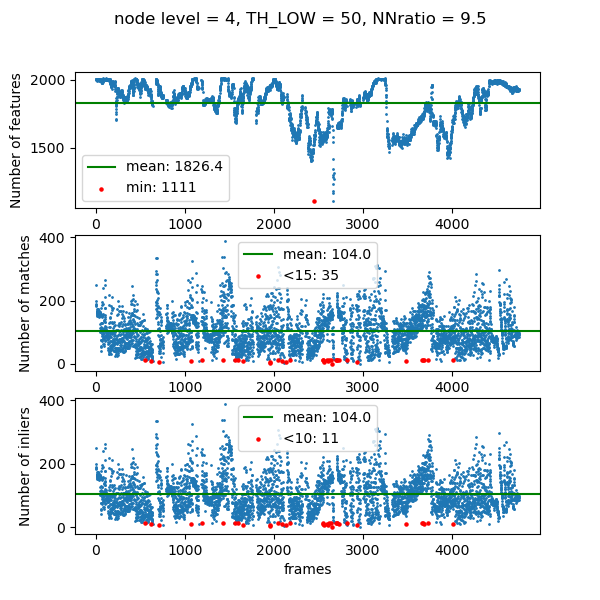 node level = 4, TH_LOW = 50, NNratio = 9.5
Number of features
2000
1500
mean: 1826.4
min: 1111
0 1000 2000 3000 4000
Number of matches
400
200
0
mean: 104.0
<15: 35
0 1000 2000 3000 4000
Number of inliers
400
200
0
mean: 104.0
<10: 11
0 1000 2000 3000 4000
frames